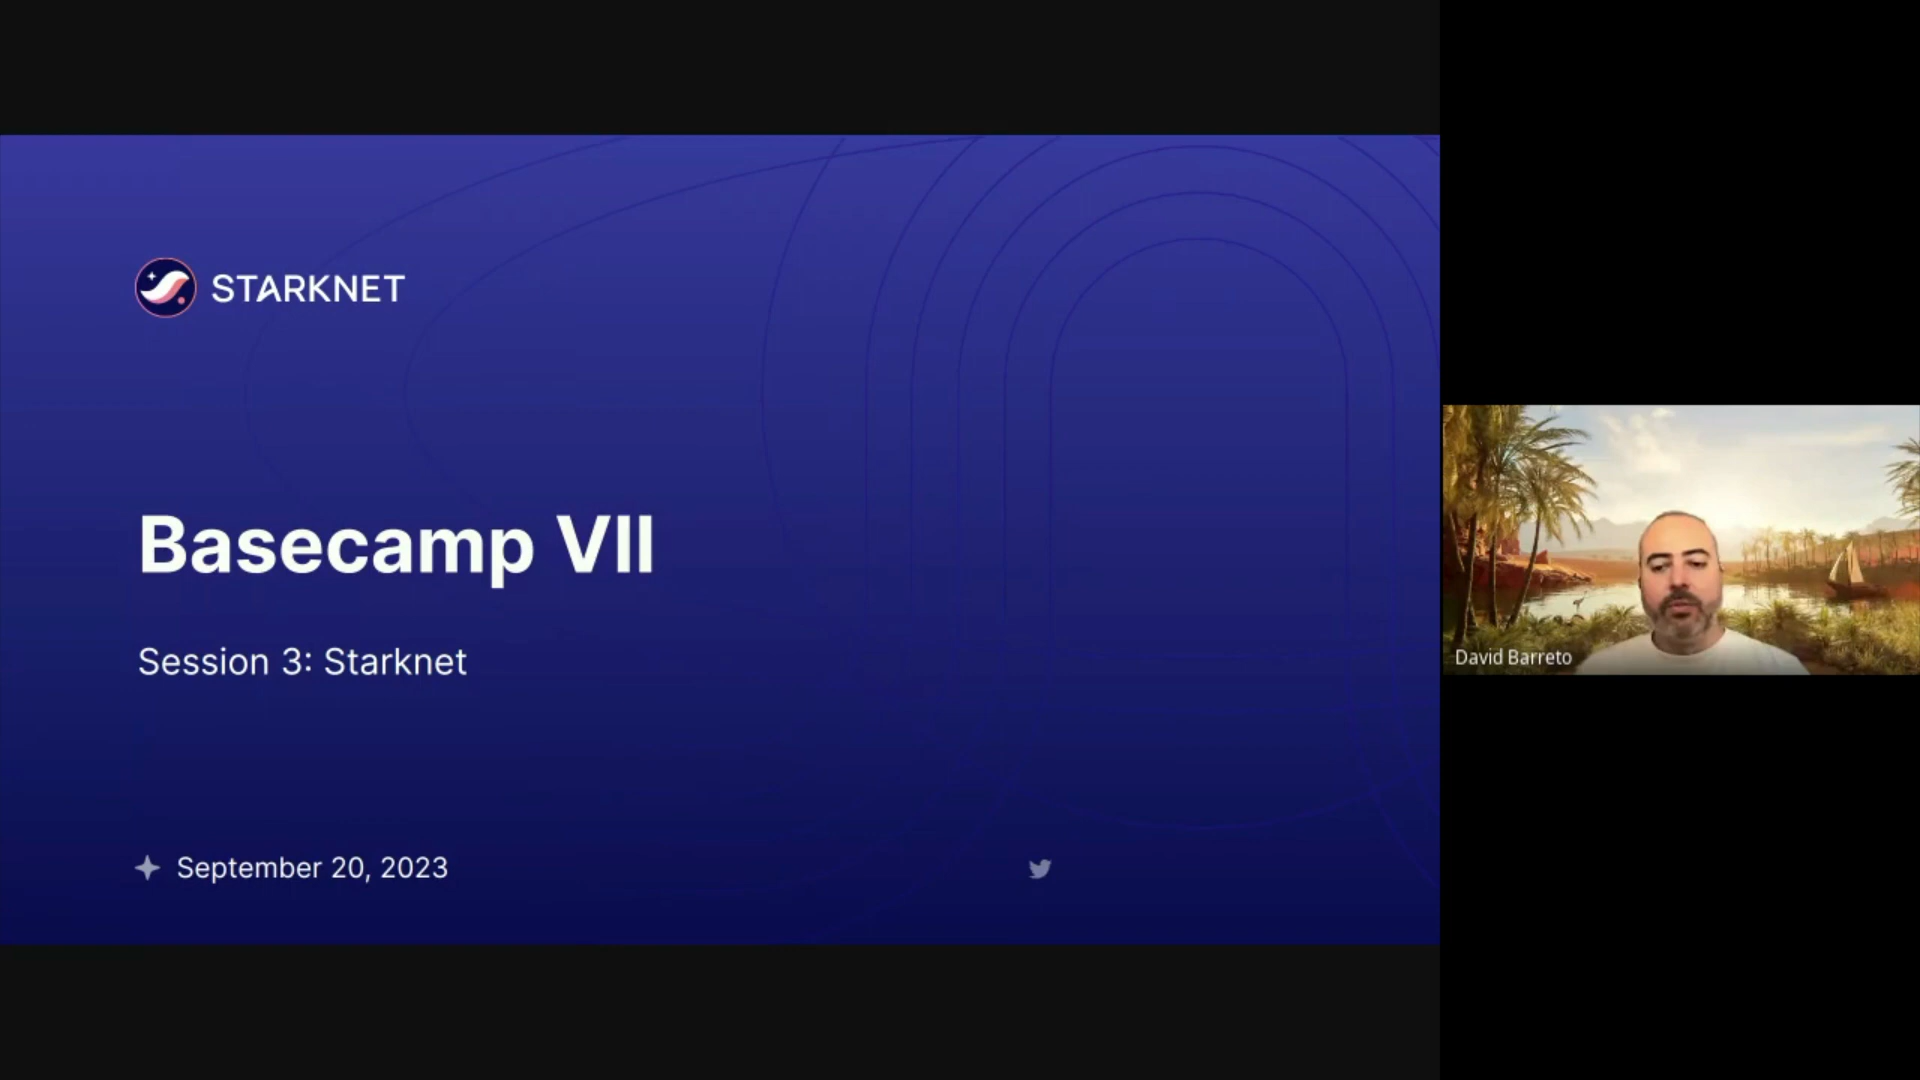 STARKNET
Basecamp VII
Session 3: Starknet
September 20, 2023
David Barreto